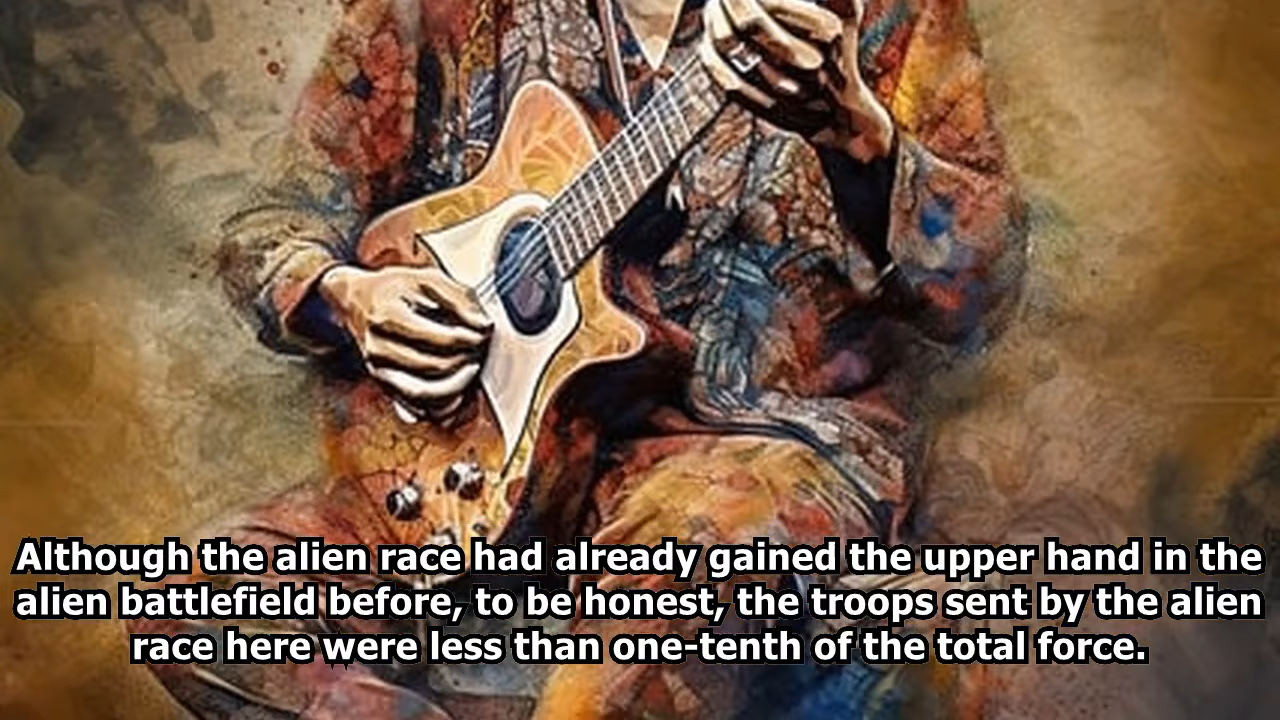 Although the alien race had already gained the upper hand in the
alien battlefield before, to be honest, the troops sent by the alien
race here were less than one-tenth of the total force.